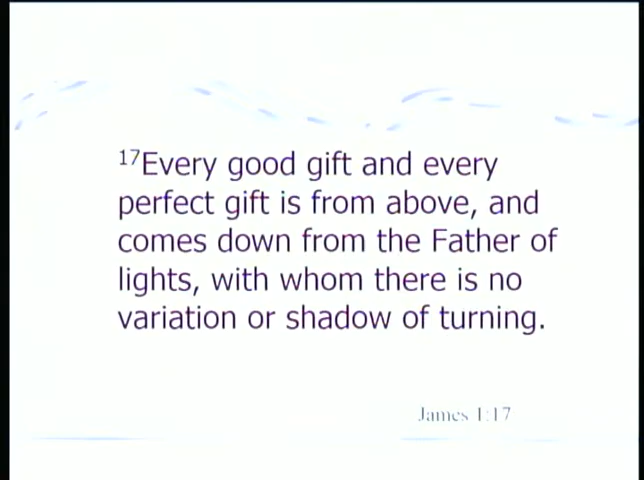 17Every good gift and every
perfect gift is from above, and
comes down from the Father of
lights, with whom there is no
variation or shadow of turning.
James 1:17